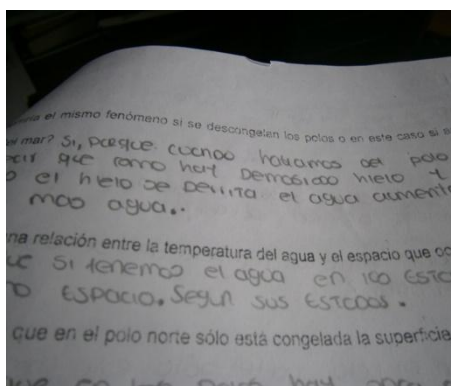 el mismo fenómeno si se descongelan los polos o en este caso si
mar? Si, porque cuando hablamos del polo
que como hay demasiado hielo y
el hielo se derrita el agua aumente
mas agua..
na relación entre la temperatura del agua y el espacio que oc
si tenemos el agua en
ESPACIO. Segun sus ESTADOS.
que en el polo norte sólo está congelada la superficie
hay